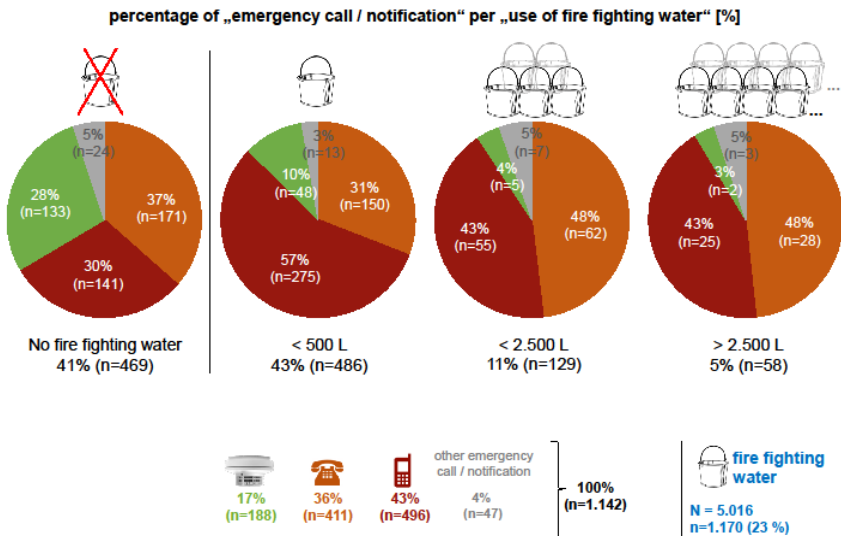 percentage of „emergency call / notification“ per „use of fire fighting water“ [%]
...
...
5%
(n=24)
28%
(n=133)
37%
(n=171)
30%
(n=141)
3%
(n=13)
10%
(n=48)
31%
(n=150)
57%
(n=275)
5%
(n=7)
4%
(n=5)
43%
(n=55)
48%
(n=62)
5%
(n=3)
3%
(n=2)
43%
(n=25)
48%
(n=28)
No fire fighting water
41% (n=469)
< 500 L
43% (n=486)
< 2.500 L
11% (n=129)
> 2.500 L
5% (n=58)
17%
(n=188)
36%
(n=411)
43%
(n=496)
other emergency
call / notification
4%
(n=47)
100%
(n=1.142)
fire fighting
water
N = 5.016
n=1.170 (23 %)